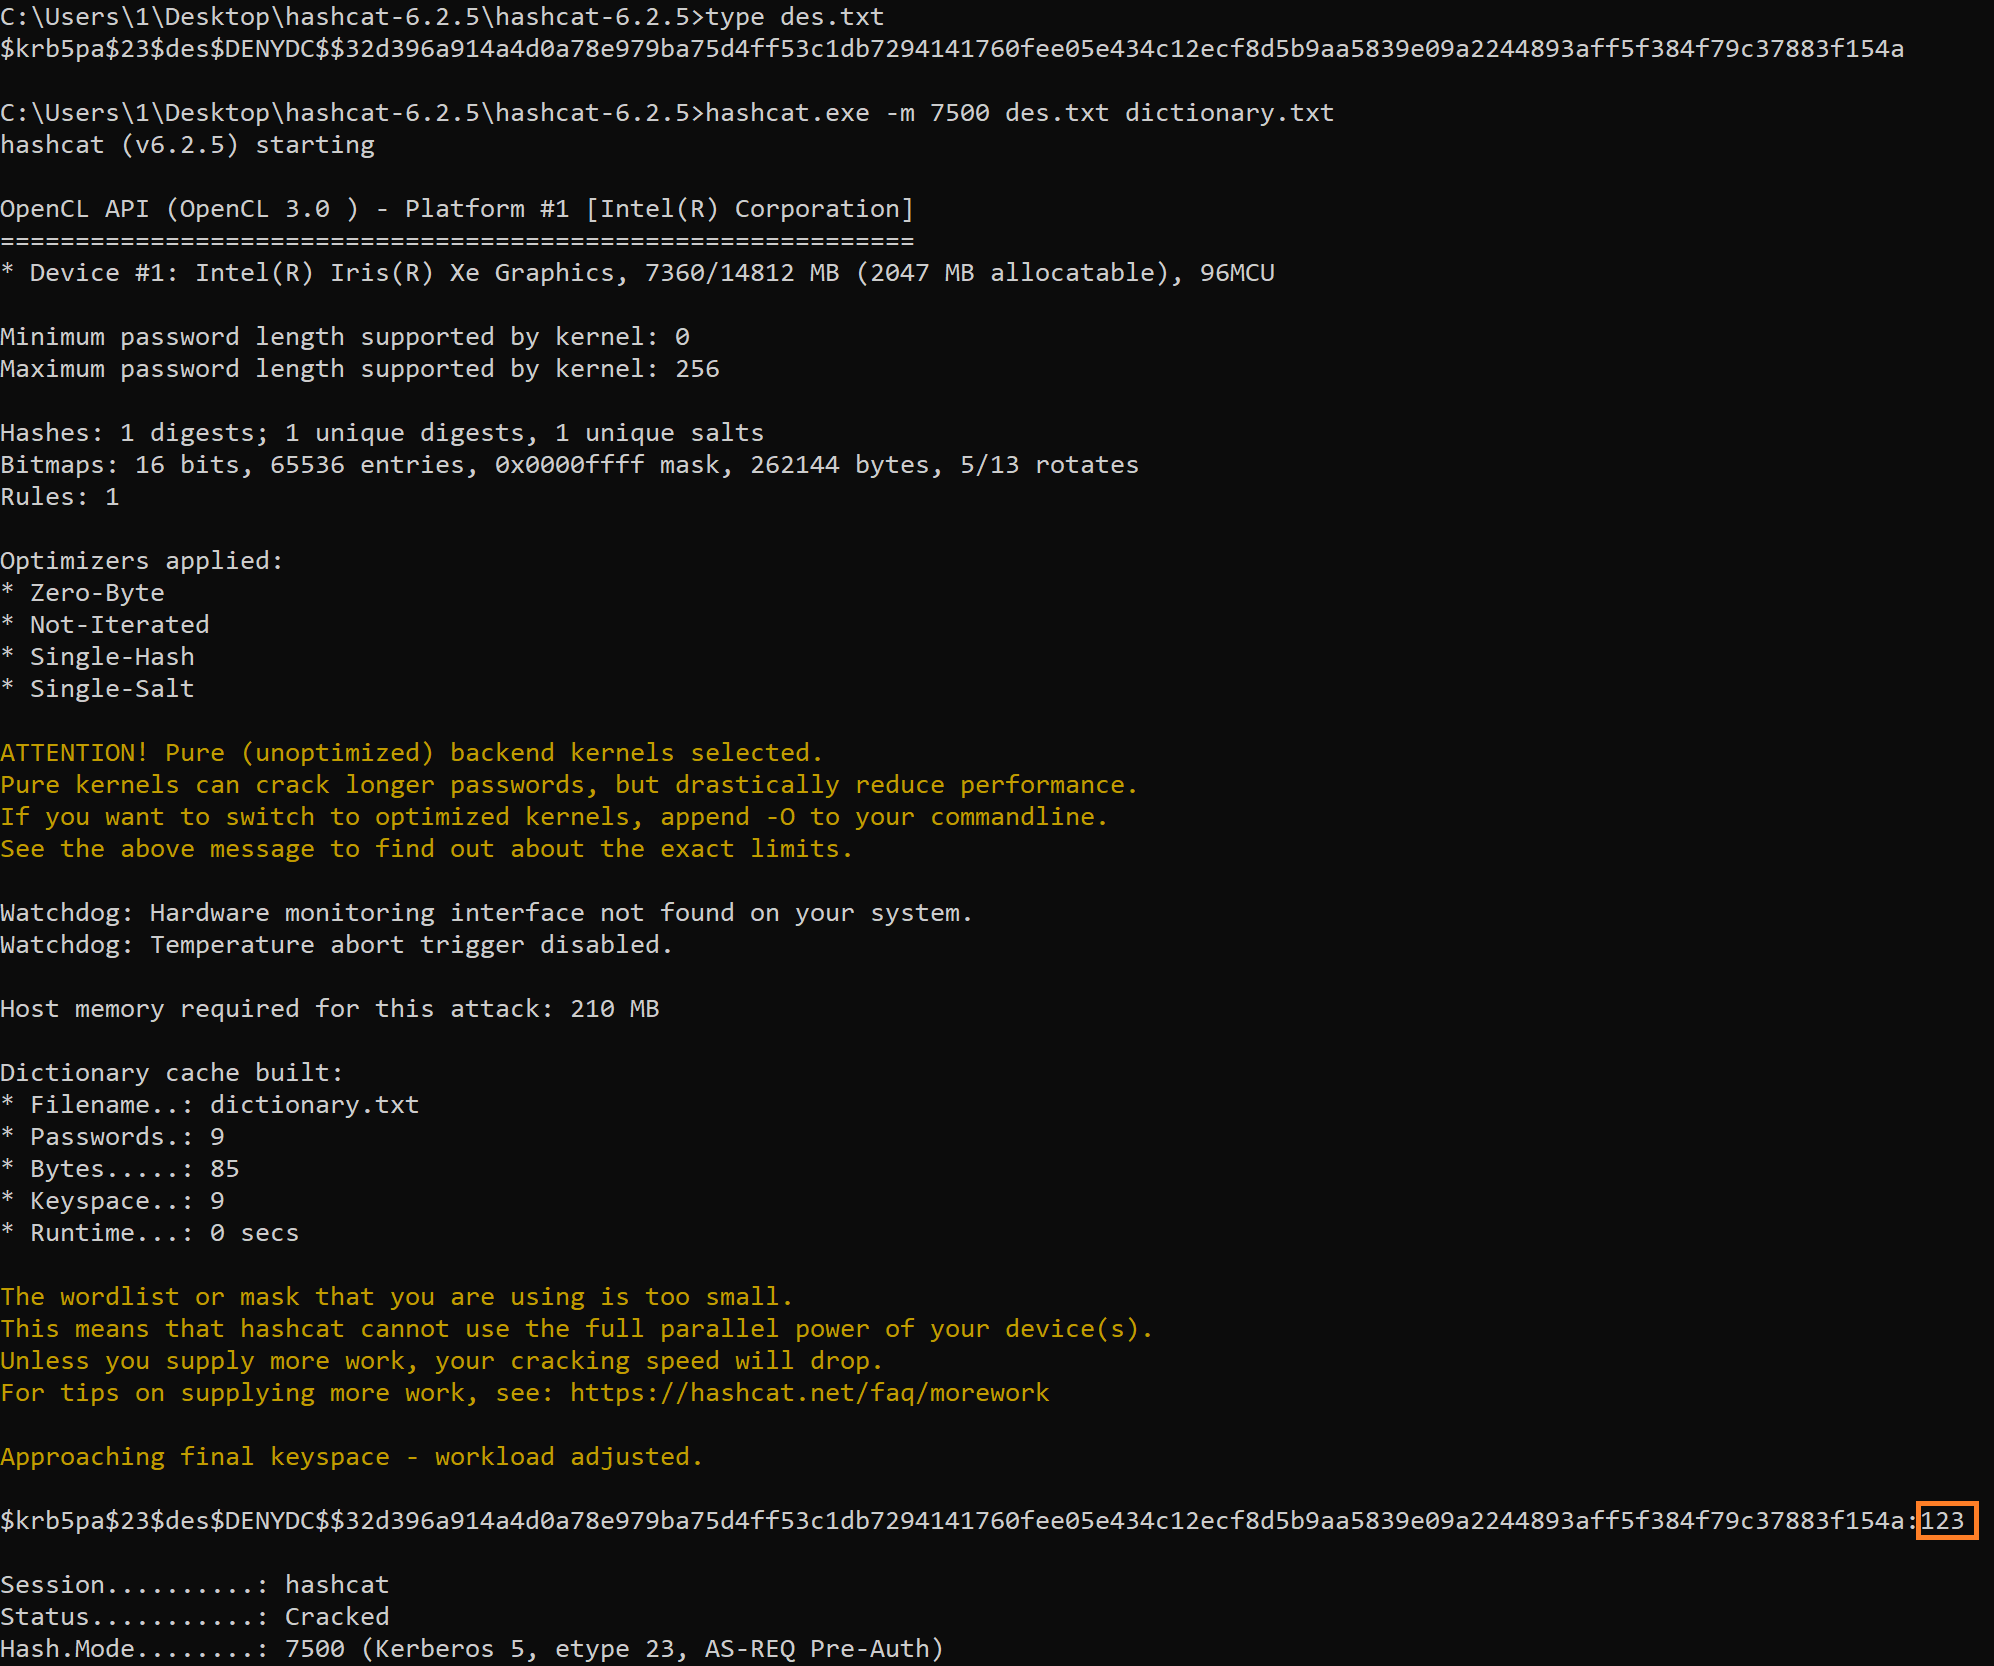 C:\Users\1\Desktop\hashcat-6.2.5\hashcat-6.2.5>type des.txt
$krb5pa$23$des$DENYDC$$32d396a914a4d0a78e979ba75d4ff53c1db7294141760fee05e434c12ecf8d5b9aa5839e09a2244893aff5f384f79c37883f154a
C:\Users\1\Desktop\hashcat-6.2.5\hashcat-6.2.5>hashcat.exe -m 7500 des.txt dictionary.txt
hashcat (v6.2.5) starting
OpenCL API (OpenCL 3.0 ) - Platform #1 [Intel(R) Corporation]
=============================================================
* Device #1: Intel(R) Iris(R) Xe Graphics, 7360/14812 MB (2047 MB allocatable), 96MCU
Minimum password length supported by kernel: 0
Maximum password length supported by kernel: 256
Hashes: 1 digests; 1 unique digests, 1 unique salts
Bitmaps: 16 bits, 65536 entries, 0x0000ffff mask, 262144 bytes, 5/13 rotates
Rules: 1
Optimizers applied:
* Zero-Byte
* Not-Iterated
* Single-Hash
* Single-Salt
ATTENTION! Pure (unoptimized) backend kernels selected.
Pure kernels can crack longer passwords, but drastically reduce performance.
If you want to switch to optimized kernels, append -O to your commandline.
See the above message to find out about the exact limits.
Watchdog: Hardware monitoring interface not found on your system.
Watchdog: Temperature abort trigger disabled.
Host memory required for this attack: 210 MB
Dictionary cache built:
* Filename..: dictionary.txt
* Passwords.: 9
* Bytes.....: 85
* Keyspace..: 9
* Runtime...: 0 secs
The wordlist or mask that you are using is too small.
This means that hashcat cannot use the full parallel power of your device(s).
Unless you supply more work, your cracking speed will drop.
For tips on supplying more work, see: https://hashcat.net/faq/morework
Approaching final keyspace - workload adjusted.
$krb5pa$23$des$DENYDC$$32d396a914a4d0a78e979ba75d4ff53c1db7294141760fee05e434c12ecf8d5b9aa5839e09a2244893aff5f384f79c37883f154a:123
Session..........: hashcat
Status...........: Cracked
Hash.Mode........: 7500 (Kerberos 5, etype 23, AS-REQ Pre-Auth)